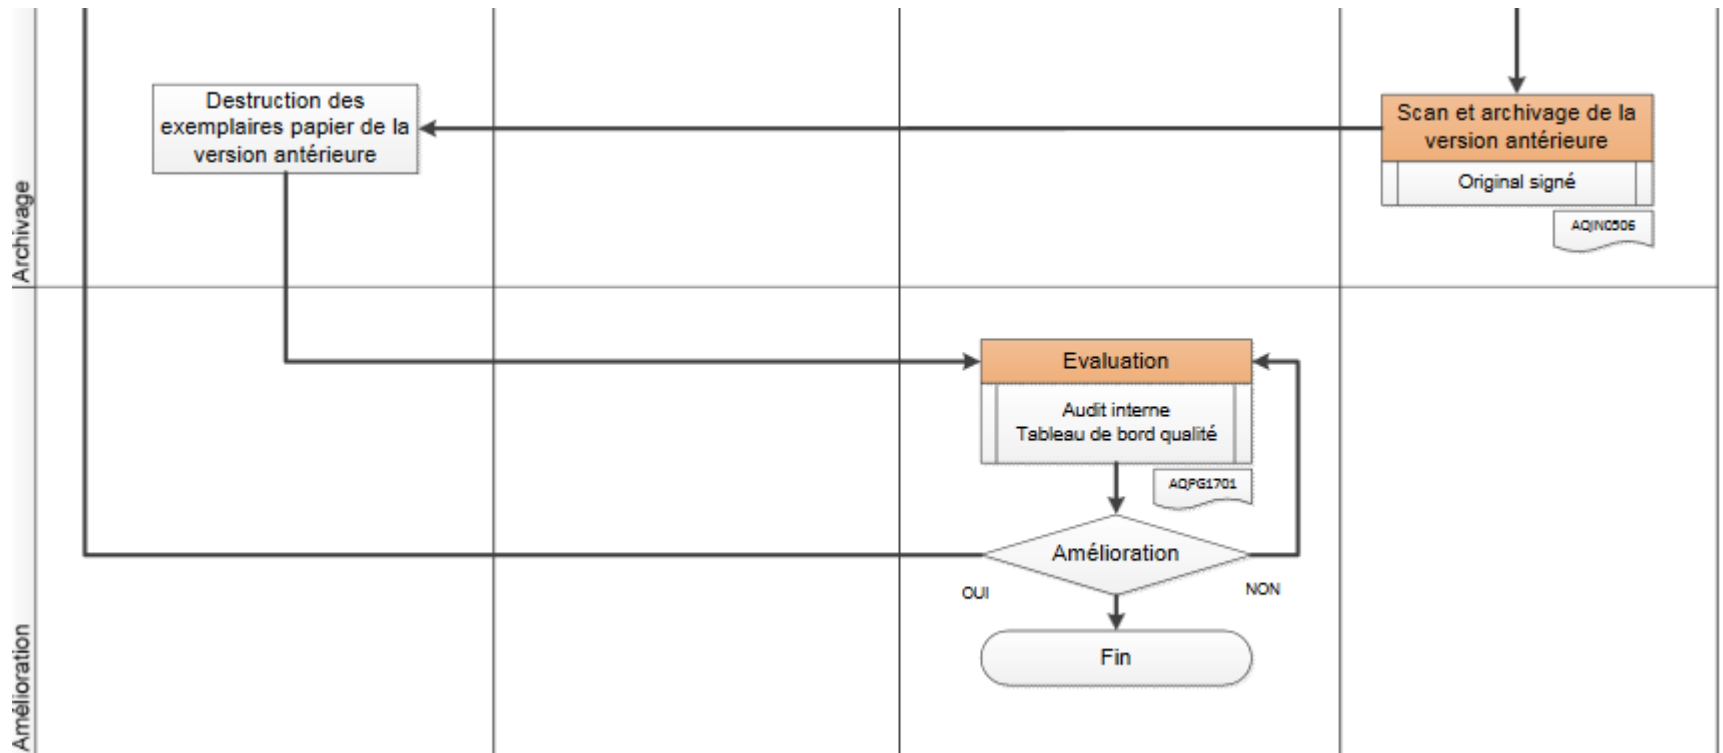 Archivage
Destruction des
exemplaires papier de la
version antérieure
Scan et archivage de la
version antérieure
Original signé
AQIN0506
Amélioration
Evaluation
Audit interne
Tableau de bord qualité
AQPG1701
Amélioration
OUI
NON
Fin